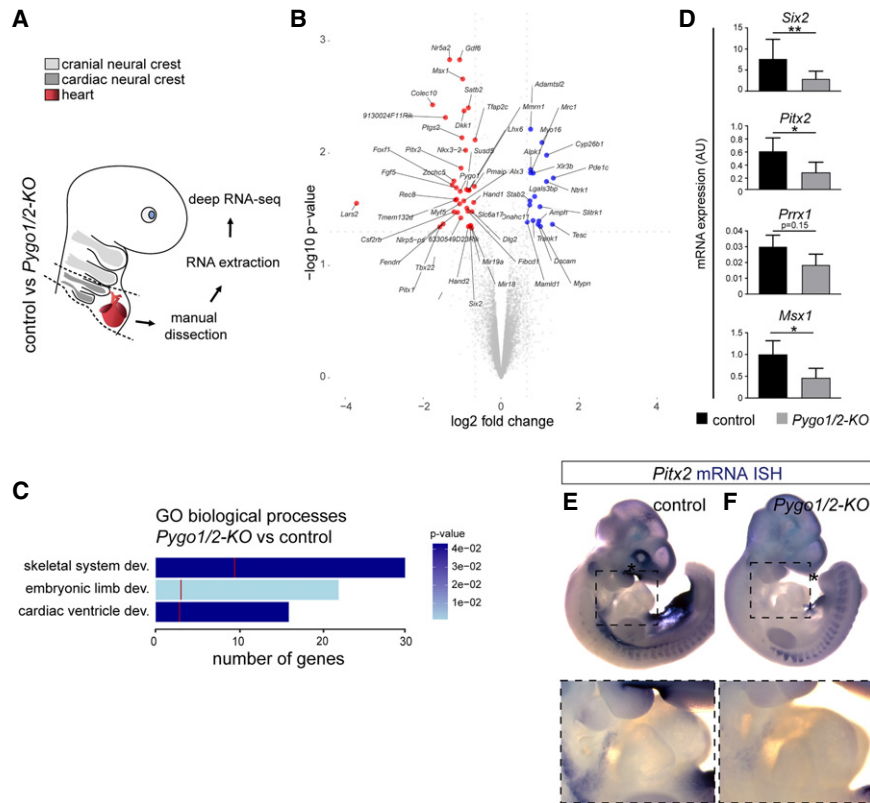 A
cranial neural crest
cardiac neural crest
heart
control vs Pygo1/2-KO
deep RNA-seq
RNA extraction
manual
dissection
B
3
2
1
0
−log10 p-value
−4
−2
0
2
4
log2 fold change
Nr5a2
Gdf6
Msx1
Colec10
Satb2
Adamtsl2
9130024F11Rik
Tfap2c
Mmrn1
Mrc1
Dkk1
Lhx6
Myo16
Ptgs2
Pitx2
Nkx3−2
Susd5
Alpk1
Cyp26b1
Foxf1
Pygo1
Pmaip
Alx3
Xlr3b
Pde1c
Zcchc5
Fgf5
Lgals3bp
Ntrk1
Rec8
Hand1
Stab2
Lars2
Tmem132d
Myf5
Slc6a17
Dnahc11
Amph
Slitrk1
Csf2rb
Nlrp5−ps
6330549D23Rik
Dlg2
Tnnk1
Tesc
Fendrr
Mir19a
Fibcd1
Dscam
Tbx22
Pitx1
Hand2
Mir18
Mamld1
Mypn
Six2
C
GO biological processes
Pygo1/2-KO vs control
skeletal system dev.
embryonic limb dev.
cardiac ventricle dev.
0
10
20
30
number of genes
p-value
4e−02
3e−02
2e−02
1e−02
D
mRNA expression (AU)
Six2
**
15
10
5
0
Pitx2
*
1.0
0.8
0.6
0.4
0.2
0
Prrx1
p=0.15
0.04
0.03
0.02
0.01
0
Msx1
*
1.5
1.0
0.5
0
control
Pygo1/2-KO
Pitx2 mRNA ISH
E
control
*
F
Pygo1/2-KO
*